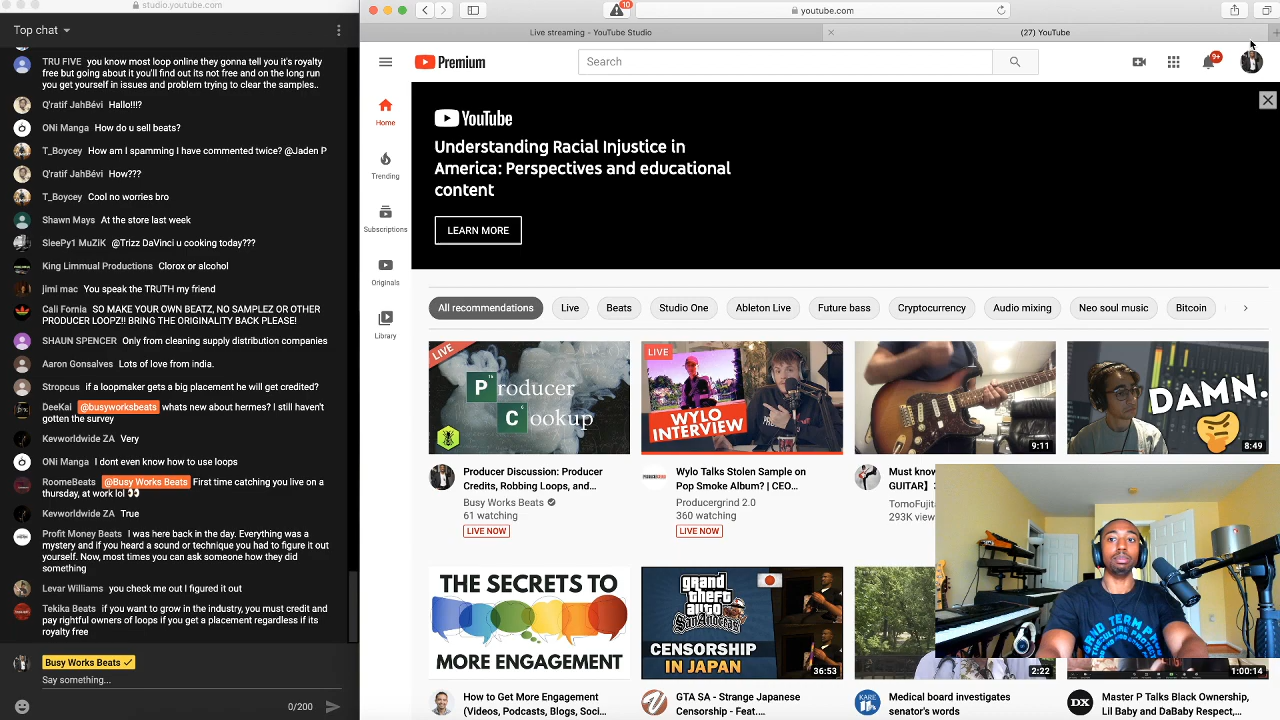 studio.youtube.com
Top chat
TRU FIVE you know most loop online they gonna tell you it's royalty
free but going about it you'll find out its not free and on the long run
you get yourself in issues and problem trying to clear the samples..
Q'ratif JahBévi Hallo!!!?
ONi Manga How do u sell beats?
T_Boycey How am I spamming I have commented twice? @Jaden P
Q'ratif JahBévi How???
T_Boycey Cool no worries bro
Shawn Mays At the store last week
SleePy1 MuZiK @Trizz DaVinci u cooking today???
King Limmual Productions Clorox or alcohol
jimi mac You speak the TRUTH my friend
Cali Fornia SO MAKE YOUR OWN BEATZ, NO SAMPLEZ OR OTHER
PRODUCER LOOPZ!! BRING THE ORIGINALITY BACK PLEASE!
SHAUN SPENCER Only from cleaning supply distribution companies
Aaron Gonsalves Lots of love from india.
Stropcus if a loopmaker gets a big placement he will get credited?
DeeKai @busyworksbeats whats new about hermes? I still haven't
gotten the survey
Kevworldwide ZA Very
ONi Manga I dont even know how to use loops
RoomeBeats @Busy Works Beats First time catching you live on a
thursday, at work lol 👀
Kevworldwide ZA True
Profit Money Beats I was here back in the day. Everything was a
mystery and if you heard a sound or technique you had to figure it out
yourself. Now, most times you can ask someone how they did
something
Levar Williams you check me out I figured it out
Tekika Beats if you want to grow in the industry, you must credit and
pay rightful owners of loops if you get a placement regardless if its
royalty free
Busy Works Beats
Say something...
0/200
10
youtube.com
Live streaming - YouTube Studio
(27) YouTube
Premium
Search
9+
Home
Trending
Subscriptions
Originals
Library
YouTube
Understanding Racial Injustice in
America: Perspectives and educational
content
LEARN MORE
All recommendations
Live
Beats
Studio One
Ableton Live
Future bass
Cryptocurrency
Audio mixing
Neo soul music
Bitcoin
LIVE
Producer
Cookup
Producer Discussion: Producer
Credits, Robbing Loops, and...
Busy Works Beats
61 watching
LIVE NOW
LIVE
WYLO
INTERVIEW
Wylo Talks Stolen Sample on
Pop Smoke Album? | CEO...
Producergrind 2.0
360 watching
LIVE NOW
9:11
Must know
GUITAR】
TomoFujita
293K view
DAMN.
8:49
THE SECRETS TO
MORE ENGAGEMENT
How to Get More Engagement
(Videos, Podcasts, Blogs, Soci...
grand
theft
auto
San Andreas
CENSORSHIP
IN JAPAN
36:53
GTA SA - Strange Japanese
Censorship - Feat....
2:22
KARE
Medical board investigates
senator's words
1:00:14
DX
Master P Talks Black Ownership,
Lil Baby and DaBaby Respect,...